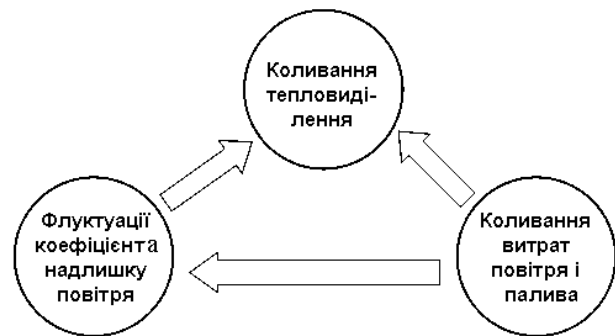 Коливання
тепловиді-
лення
Флуктуації
коефіцієнта
надлишку
повітря
Коливання
витрат
повітря і
палива